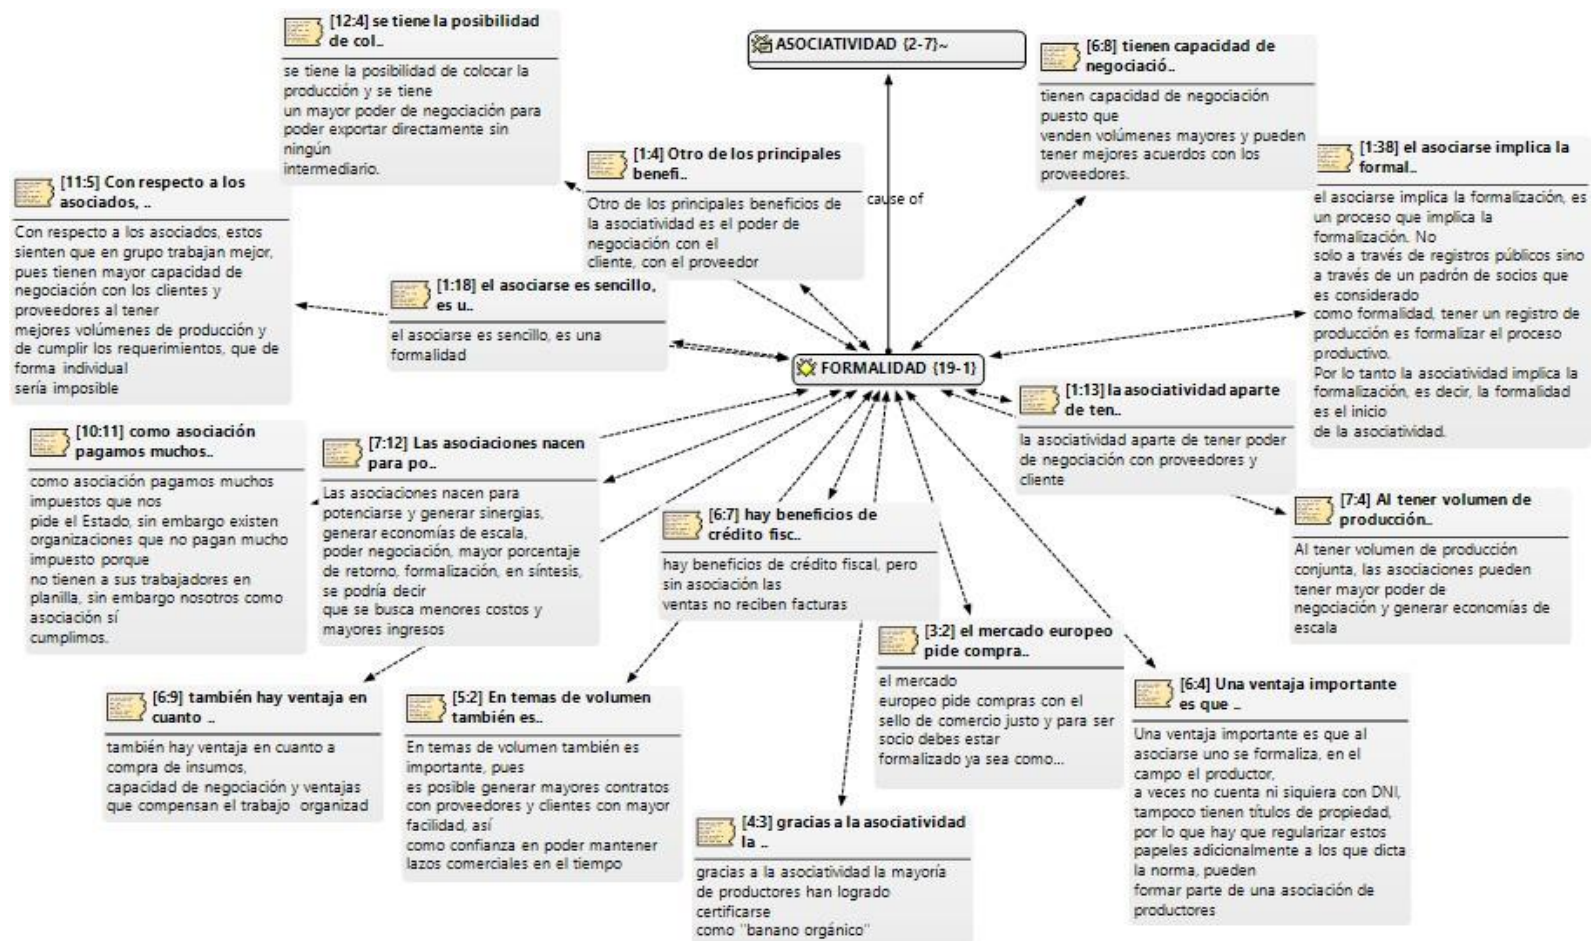 [12:4] se tiene la posibilidad
de col..
se tiene la posibilidad de colocar la
producción y se tiene
un mayor poder de negociación para
poder exportar directamente sin
ningún
intermediario.
ASOCIATIVIDAD {2-7}~
[6:8] tienen capacidad de
negociació..
tienen capacidad de negociación
puesto que
venden volúmenes mayores y pueden
tener mejores acuerdos con los
proveedores.
[1:38] el asociarse implica la
formal..
el asociarse implica la formalización, es
un proceso que implica la
formalización. No
solo a través de registros públicos sino
a través de un padrón de socios que
es considerado
como formalidad, tener un registro de
producción es formalizar el proceso
productivo.
Por lo tanto la asociatividad implica la
formalización, es decir, la formalidad
es el inicio
de la asociatividad.
[1:4] Otro de los principales
benefi..
Otro de los principales beneficios de
la asociatividad es el poder de
negociación con el
cliente, con el proveedor
cause of
[11:5] Con respecto a los
asociados, ..
Con respecto a los asociados, estos
sienten que en grupo trabajan mejor,
pues tienen mayor capacidad de
negociación con los clientes y
proveedores al tener
mejores volúmenes de producción y
de cumplir los requerimientos, que de
forma individual
sería imposible
[1:18] el asociarse es sencillo,
es u..
el asociarse es sencillo, es una
formalidad
FORMALIDAD {19-1}
[1:13] la asociatividad aparte
de ten..
la asociatividad aparte de tener poder
de negociación con proveedores y
cliente
[10:11] como asociación
pagamos muchos..
como asociación pagamos muchos
impuestos que nos
pide el Estado, sin embargo existen
organizaciones que no pagan mucho
impuesto porque
no tienen a sus trabajadores en
planilla, sin embargo nosotros como
asociación sí
cumplimos.
[7:12] Las asociaciones nacen
para po..
Las asociaciones nacen para
potenciarse y generar sinergias,
generar economías de escala,
poder negociación, mayor porcentaje
de retorno, formalización, en síntesis,
se podría decir
que se busca menores costos y
mayores ingresos
[6:7] hay beneficios de
crédito fisc..
hay beneficios de crédito fiscal, pero
sin asociación las
ventas no reciben facturas
[7:4] Al tener volumen de
producción..
Al tener volumen de producción
conjunta, las asociaciones pueden
tener mayor poder de
negociación y generar economías de
escala
[3:2] el mercado europeo
pide compra..
el mercado
europeo pide compras con el
sello de comercio justo y para ser
socio debes estar
formalizado ya sea como...
[6:4] Una ventaja importante
es que ..
Una ventaja importante es que al
asociarse uno se formaliza, en el
campo el productor,
a veces no cuenta ni siquiera con DNI,
tampoco tienen títulos de propiedad,
por lo que hay que regularizar estos
papeles adicionalmente a los que dicta
la norma, pueden
formar parte de una asociación de
productores
[6:9] también hay ventaja en
cuanto ..
también hay ventaja en cuanto a
compra de insumos,
capacidad de negociación y ventajas
que compensan el trabajo organizad
[5:2] En temas de volumen
también es..
En temas de volumen también es
importante, pues
es posible generar mayores contratos
con proveedores y clientes con mayor
facilidad, así
como confianza en poder mantener
lazos comerciales en el tiempo
[4:3] gracias a la asociatividad
la ..
gracias a la asociatividad la mayoría
de productores han logrado
certificarse
como "banano orgánico"